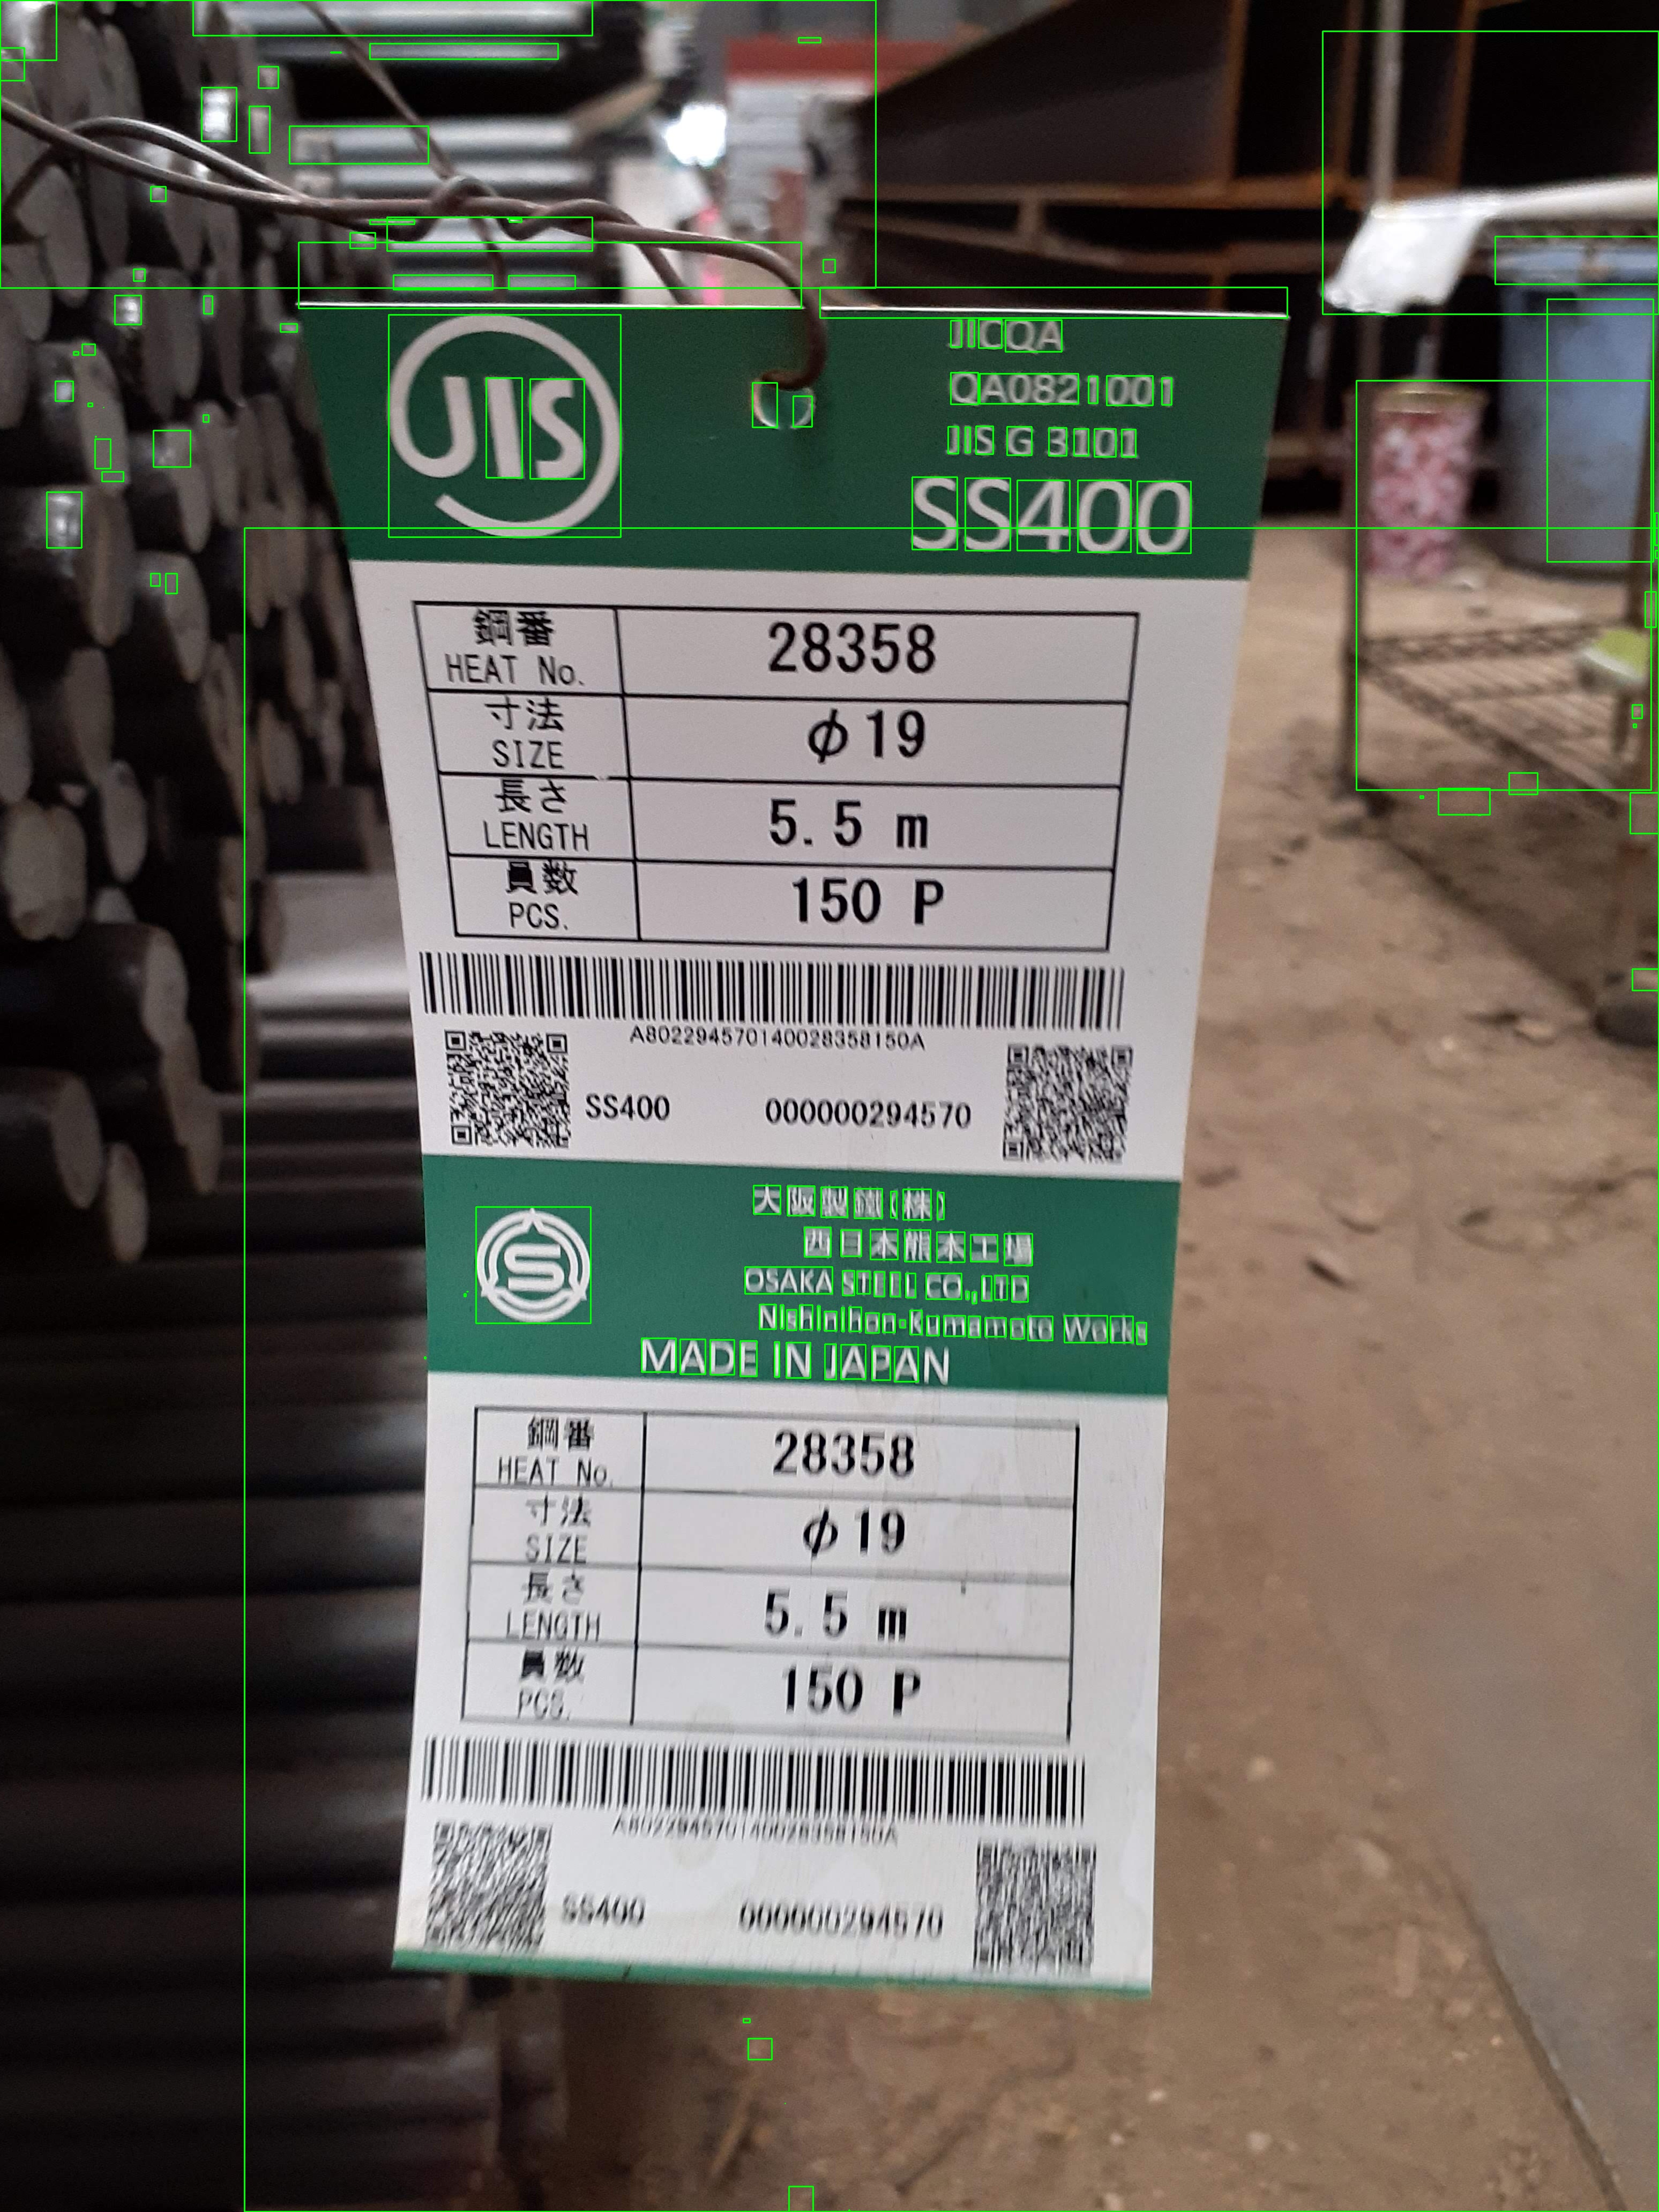 JIS
JICQA
QA0821001
JIS G 3101
SS400
鋼番
HEAT No.
28358
寸法
SIZE
φ19
長さ
LENGTH
5.5 m
員数
PCS.
150 P
A802294570140028358150A
SS400
000000294570
大阪製鐵(株)
西日本熊本工場
OSAKA STEEL CO.,LTD
Nishinihon-Kumamoto Works
MADE IN JAPAN
鋼番
HEAT No.
28358
寸法
SIZE
φ19
長さ
LENGTH
5.5 m
員数
PCS.
150 P
A802294570140028358150A
SS400
000000294570